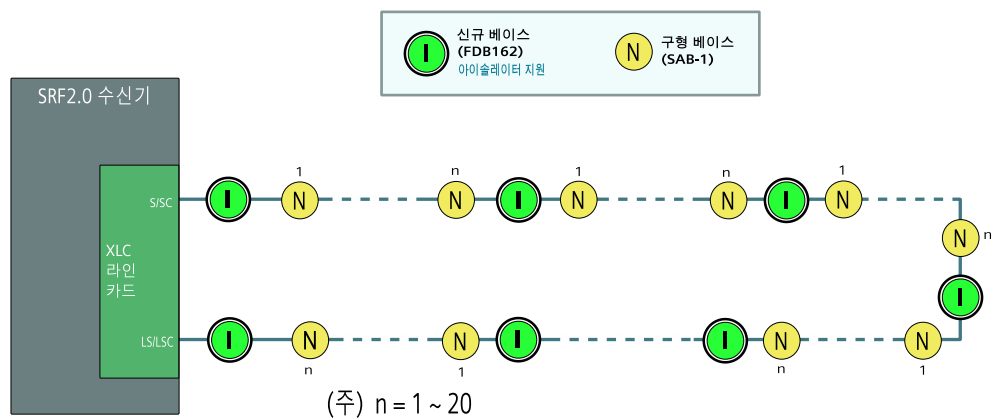 신규 베이스
(FDB162)
아이솔레이터 지원
I
N
구형 베이스
(SAB-1)
SRF2.0 수신기
XLC
라인
카드
S/SC
LS/LSC
I
1
N
n
N
I
1
N
n
N
I
1
N
N
n
I
I
N
n
N
1
I
I
N
n
N
1
(주) n = 1 ~ 20